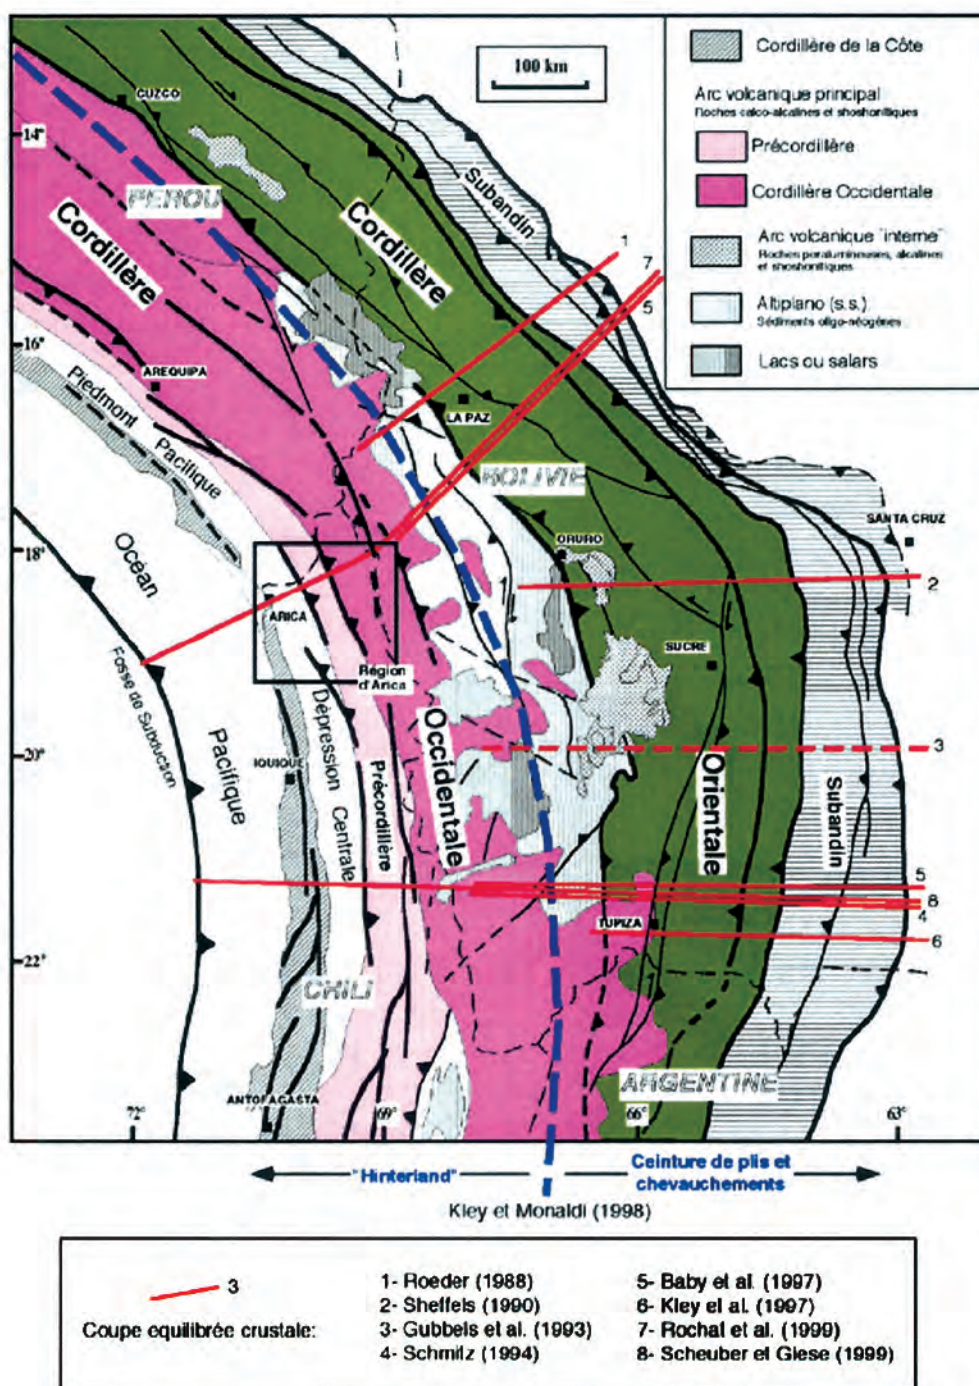 100 km
Cordillère de la Côte
Arc volcanique principal
Roches calco-alcalines et shoshonitiques
Précordillère
Cordillère Occidentale
Arc volcanique "interne"
Roches peralumineuses, alcalines
et shoshonitiques
Altiplano (s.s.)
Sédiments oligo-néogènes
Lacs ou salars
CUZCO
14°
PEROU
Subandin
Cordillère
Cordillère
1
7
5
16°
AREQUIPA
LA PAZ
Piedmont
Pacifique
BOLIVIE
SANTA CRUZ
18°
Océan
ORURO
2
ARICA
SUCRE
Région
d'Arica
Fosse de Subduction
Dépression Centrale
Pacifique
Occidentale
Orientale
3
20°
IQUIQUE
Précordillère
Subandin
5
8
4
TUPIZA
6
22°
CHILI
ARGENTINE
ANTOFAGASTA
72°
69°
66°
63°
"Hinterland"
Ceinture de plis et
chevauchements
Kley et Monaldi (1998)
3
Coupe equilibrée crustale:
1- Roeder (1988)
2- Sheffels (1990)
3- Gubbels et al. (1993)
4- Schmitz (1994)
5- Baby et al. (1997)
6- Kley et al. (1997)
7- Rochat et al. (1999)
8- Scheuber et Giese (1999)